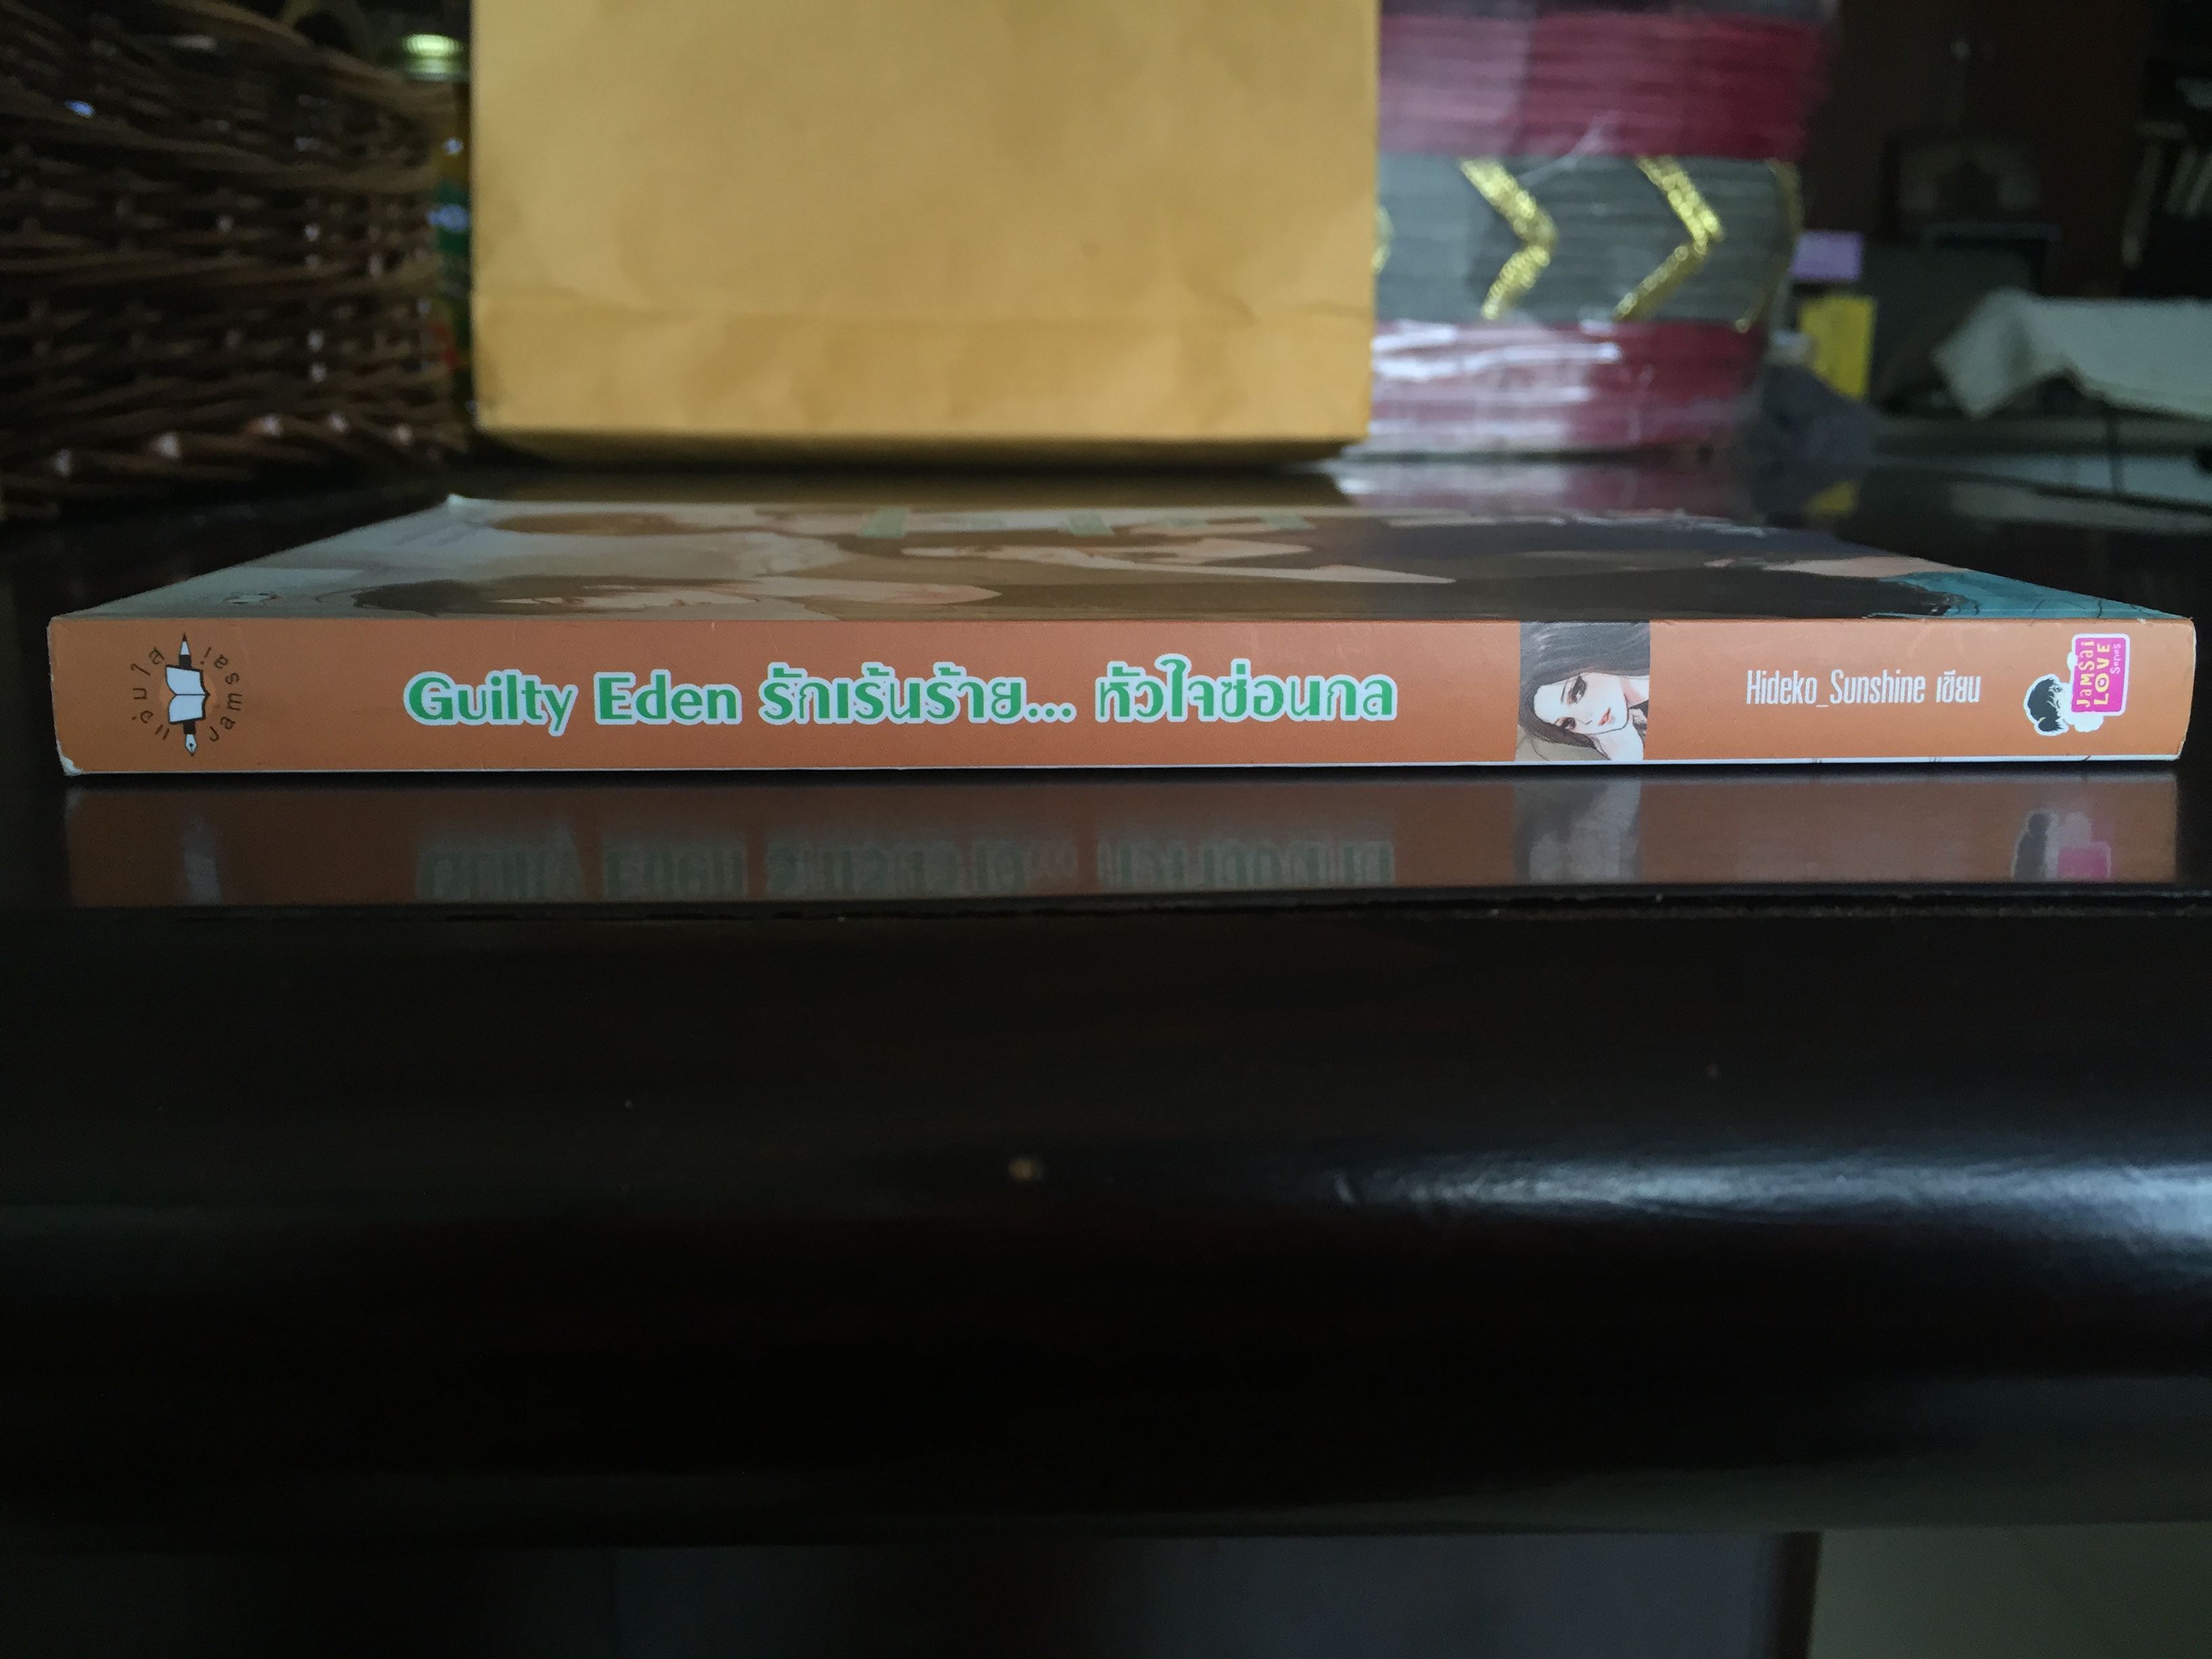 แจ่มใส
Jamsai
Guilty Eden รักเร้นร้าย... หัวใจซ่อนกล
Hideko_Sunshine เขียน
JaMSai
LOVE
Series